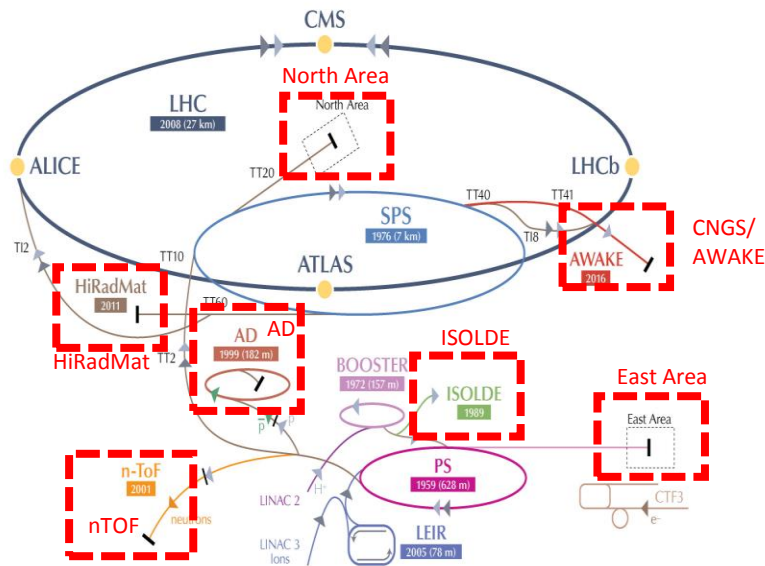 CMS
North Area
LHC
2008 (27 km)
North Area
ALICE
LHCb
TT20
TT40
TT41
SPS
1976 (7 km)
TI8
CNGS/
AWAKE
TI2
TT10
ATLAS
AWAKE
2016
HiRadMat
2011
TT60
HiRadMat
TT2
AD
AD
1999 (182 m)
BOOSTER
1972 (157 m)
ISOLDE
ISOLDE
1989
East Area
East Area
p
p
n-ToF
2001
neutrons
nTOF
LINAC 2
H⁺
PS
1959 (628 m)
CTF3
e⁻
LINAC 3
Ions
LEIR
2005 (78 m)